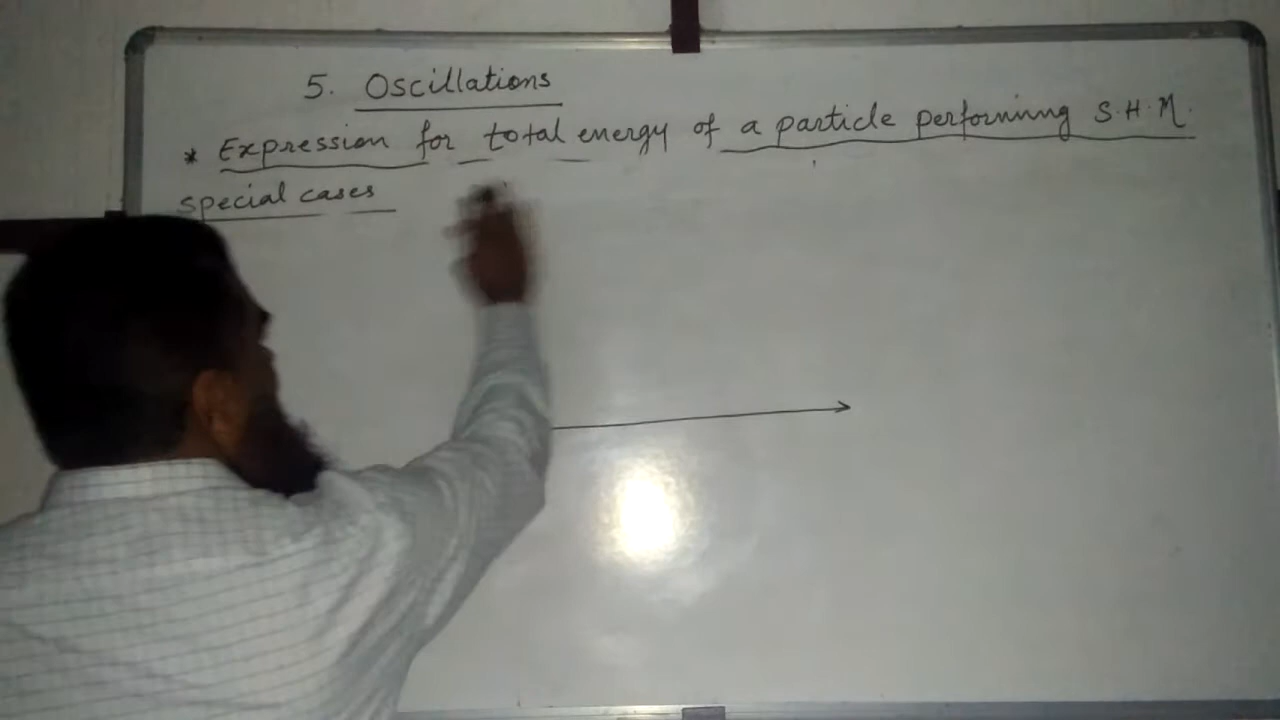 5. Oscillations
* Expression for total energy of a particle performing S.H.M.
special cases